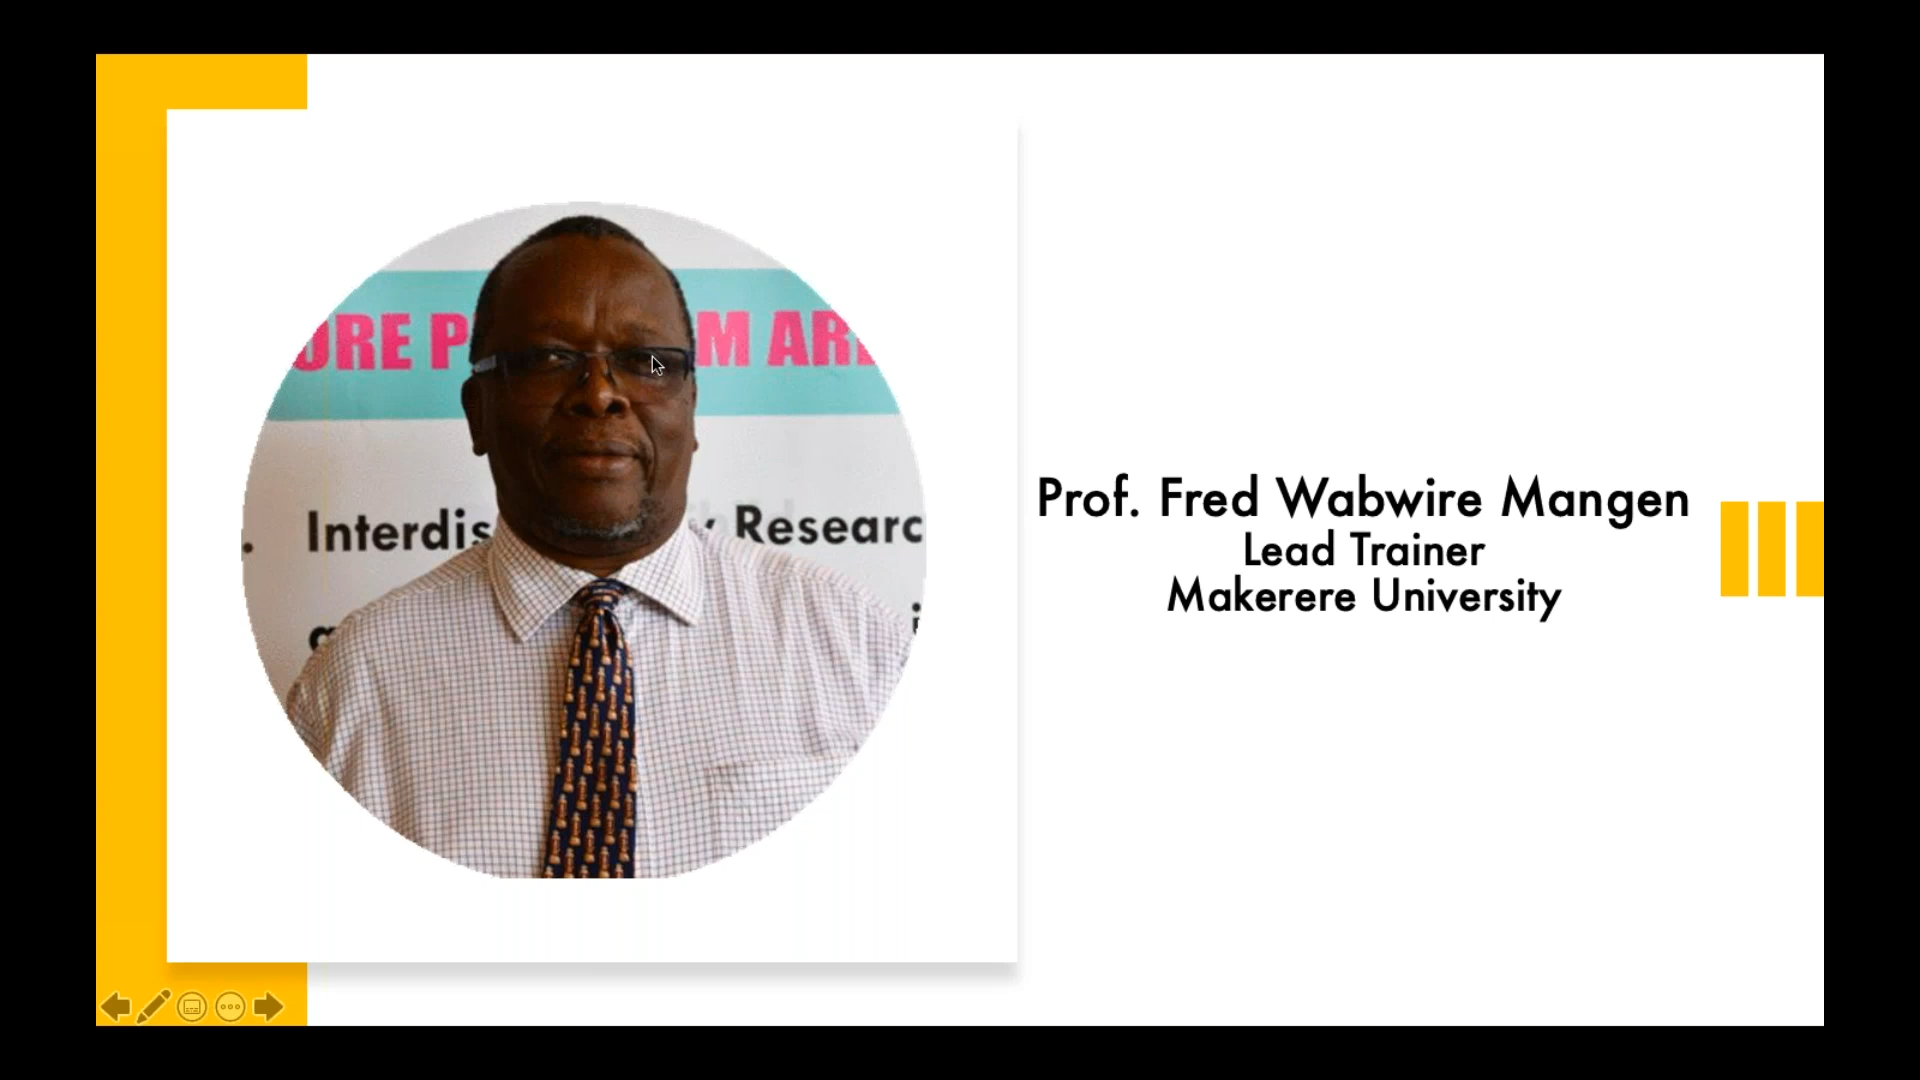 ORE P M AR
. Interdis y Researc
Prof. Fred Wabwire Mangen
Lead Trainer
Makerere University